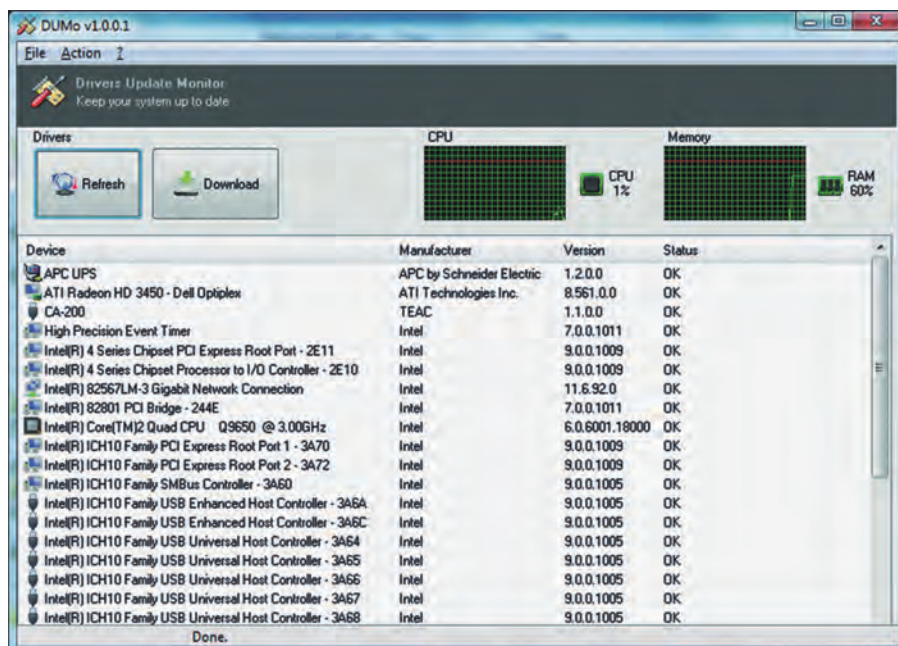 DUMo v1.0.0.1
File Action ?
Drivers Update Monitor
Keep your system up to date
Drivers CPU Memory
Refresh Download CPU 1% RAM 60%
Device Manufacturer Version Status
APC UPS APC by Schneider Electric 1.2.0.0 OK
ATI Radeon HD 3450 - Dell Optiplex ATI Technologies Inc. 8.561.0.0 OK
CA-200 TEAC 1.1.0.0 OK
High Precision Event Timer Intel 7.0.0.1011 OK
Intel(R) 4 Series Chipset PCI Express Root Port - 2E11 Intel 9.0.0.1009 OK
Intel(R) 4 Series Chipset Processor to I/O Controller - 2E10 Intel 9.0.0.1009 OK
Intel(R) 82567LM-3 Gigabit Network Connection Intel 11.6.92.0 OK
Intel(R) 82801 PCI Bridge - 244E Intel 7.0.0.1011 OK
Intel(R) Core(TM)2 Quad CPU Q9650 @ 3.00GHz Intel 6.0.6001.18000 OK
Intel(R) ICH10 Family PCI Express Root Port 1 - 3A70 Intel 9.0.0.1009 OK
Intel(R) ICH10 Family PCI Express Root Port 2 - 3A72 Intel 9.0.0.1009 OK
Intel(R) ICH10 Family SMBus Controller - 3A60 Intel 9.0.0.1005 OK
Intel(R) ICH10 Family USB Enhanced Host Controller - 3A6A Intel 9.0.0.1005 OK
Intel(R) ICH10 Family USB Enhanced Host Controller - 3A6C Intel 9.0.0.1005 OK
Intel(R) ICH10 Family USB Universal Host Controller - 3A64 Intel 9.0.0.1005 OK
Intel(R) ICH10 Family USB Universal Host Controller - 3A65 Intel 9.0.0.1005 OK
Intel(R) ICH10 Family USB Universal Host Controller - 3A66 Intel 9.0.0.1005 OK
Intel(R) ICH10 Family USB Universal Host Controller - 3A67 Intel 9.0.0.1005 OK
Intel(R) ICH10 Family USB Universal Host Controller - 3A68 Intel 9.0.0.1005 OK
Done.